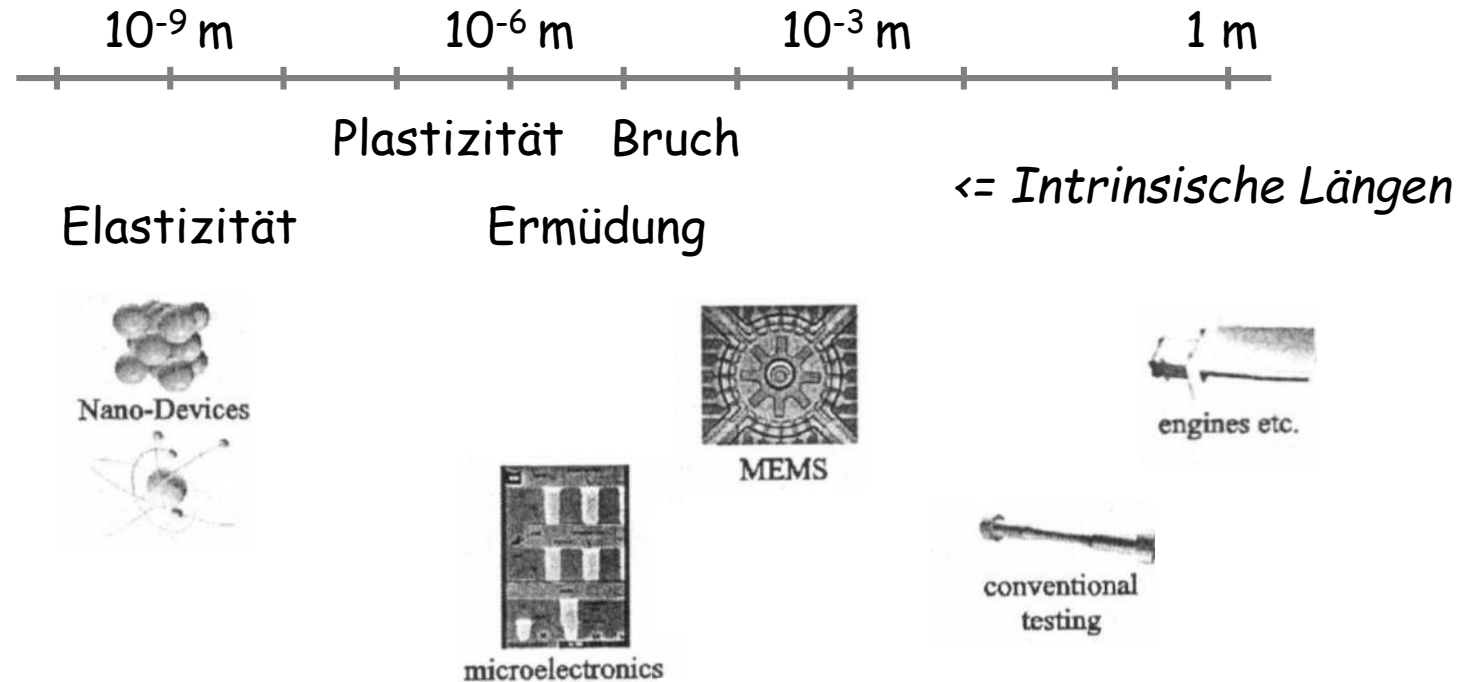 10⁻⁹ m 10⁻⁶ m 10⁻³ m 1 m
Plastizität Bruch
<= Intrinsische Längen
Elastizität Ermüdung
Nano-Devices
engines etc.
MEMS
conventional
testing
microelectronics